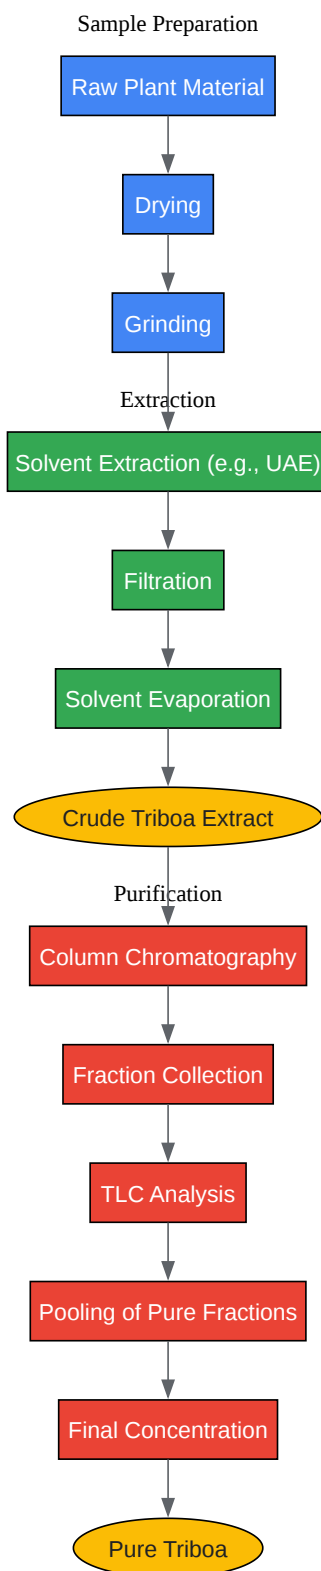 Sample Preparation
Raw Plant Material
Drying
Grinding
Extraction
Solvent Extraction (e.g., UAE)
Filtration
Solvent Evaporation
Crude Triboa Extract
Purification
Column Chromatography
Fraction Collection
TLC Analysis
Pooling of Pure Fractions
Final Concentration
Pure Triboa